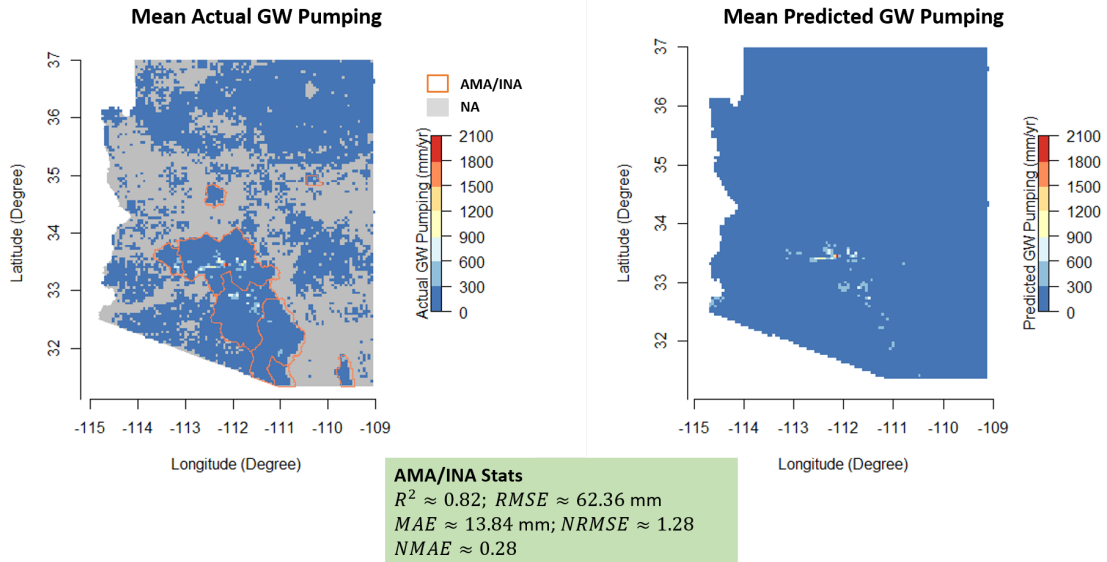 Mean Actual GW Pumping
37
36
35
34
33
32
Latitude (Degree)
-115 -114 -113 -112 -111 -110 -109
Longitude (Degree)
AMA/INA
NA
Actual GW Pumping (mm/yr)
2100
1800
1500
1200
900
600
300
0
Mean Predicted GW Pumping
37
36
35
34
33
32
Latitude (Degree)
-115 -114 -113 -112 -111 -110 -109
Longitude (Degree)
Predicted GW Pumping (mm/yr)
2100
1800
1500
1200
900
600
300
0
AMA/INA Stats
R² ≈ 0.82; RMSE ≈ 62.36 mm
MAE ≈ 13.84 mm; NRMSE ≈ 1.28
NMAE ≈ 0.28